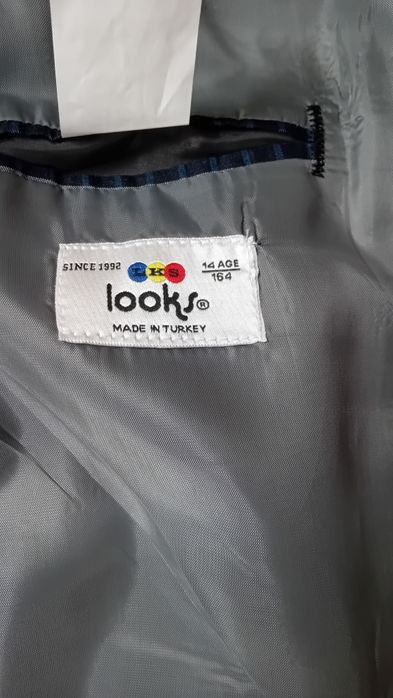 SINCE 1992 LKS 14 AGE
164
looks®
MADE IN TURKEY